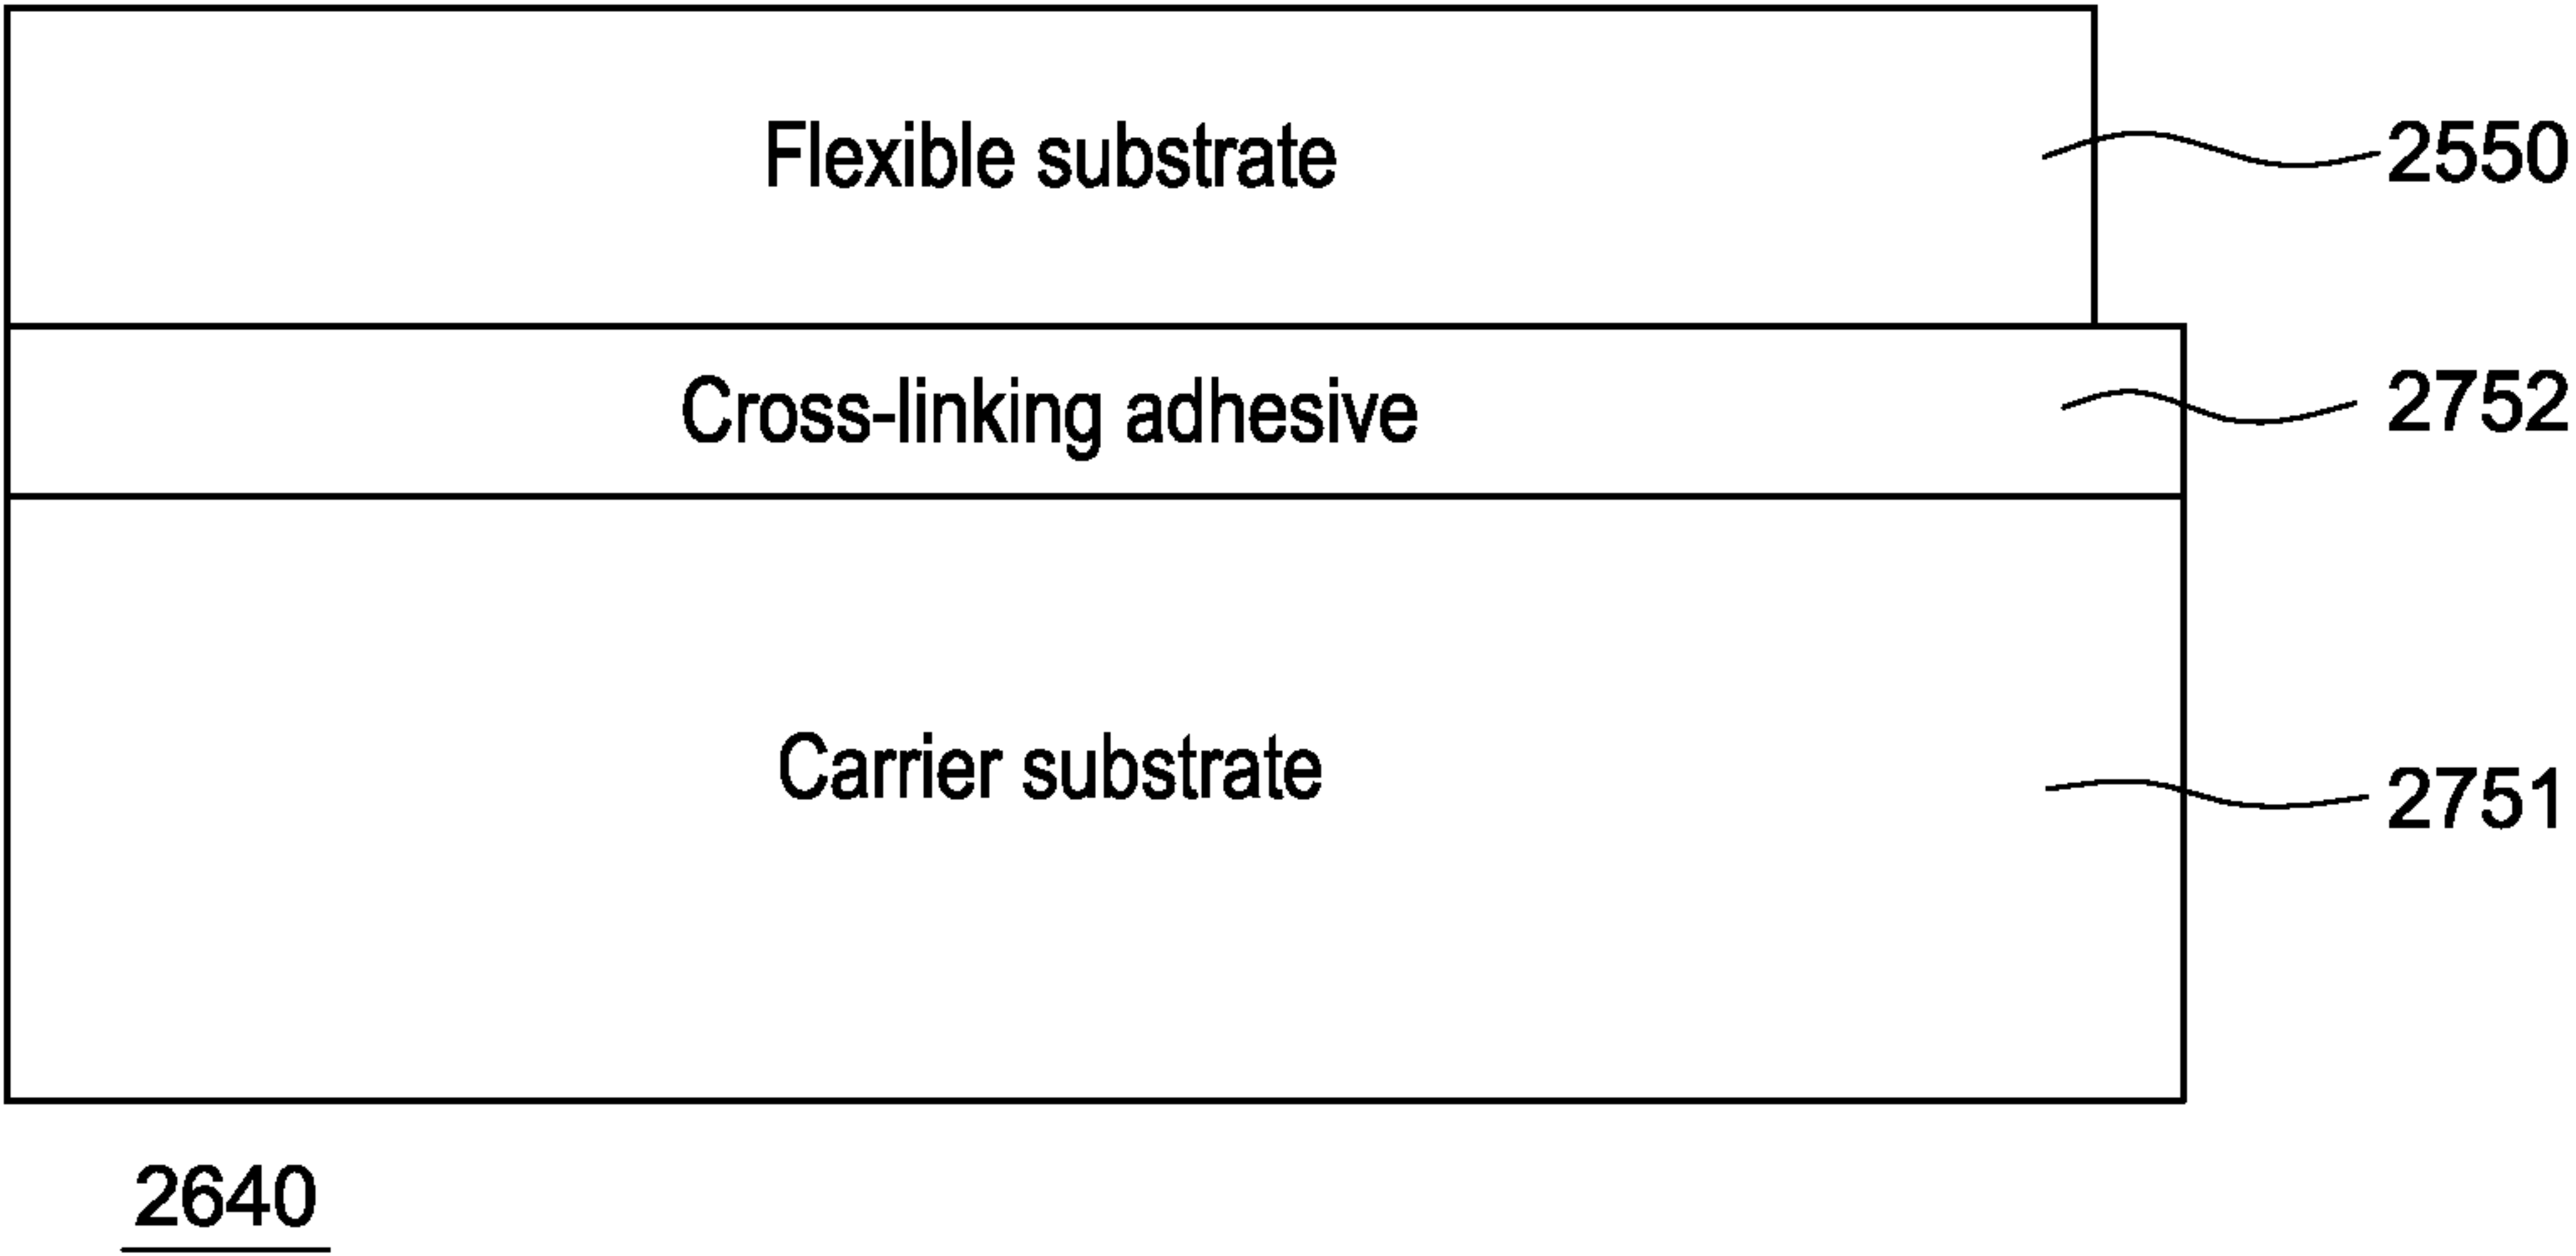 Flexible substrate
2550
Cross-linking adhesive
2752
Carrier substrate
2751
2640